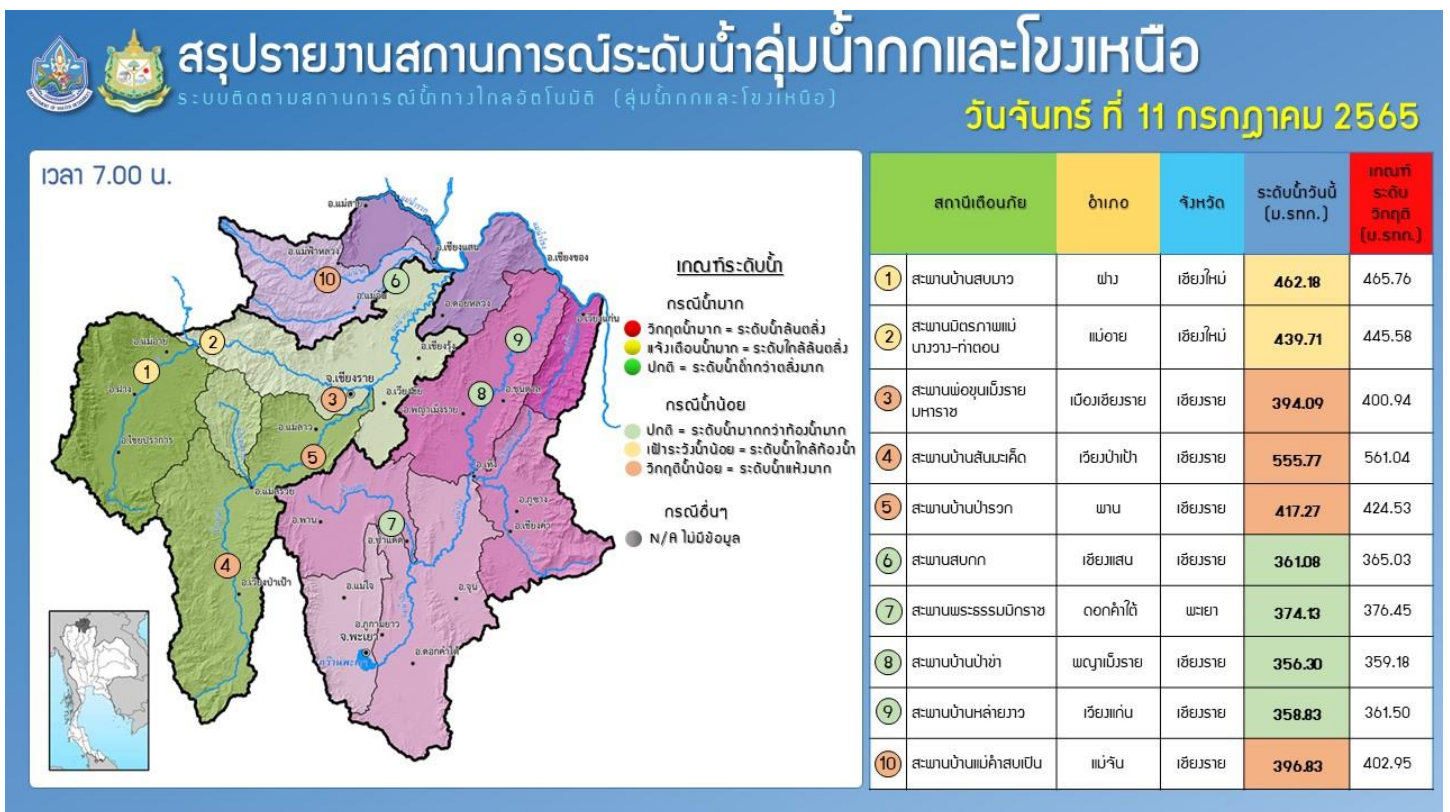 สรุปรายงานสถานการณ์ระดับน้ำลุ่มน้ำกกและโขงเหนือ
ระบบติดตามสถานการณ์น้ำทางไกลอัตโนมัติ (ลุ่มน้ำกกและโขงเหนือ)
วันจันทร์ ที่ 11 กรกฎาคม 2565
เวลา 7.00 น.
อ.แม่สาย
แม่น้ำรวก
อ.แม่ฟ้าหลวง
อ.เชียงแสน
แม่น้ำโขง
อ.เชียงของ
10
6
อ.แม่จัน
อ.ดอยหลวง
อ.เวียงแก่น
9
อ.แม่อาย
2
อ.เชียงรุ้ง
1
อ.ฝาง
จ.เชียงราย
3
อ.เวียงชัย
8
อ.ขุนตาล
อ.พญาเม็งราย
อ.แม่ลาว
อ.ไชยปราการ
5
อ.เทิง
อ.แม่สรวย
อ.พาน
7
อ.ป่าแดด
อ.ภูซาง
อ.เชียงคำ
4
อ.เวียงป่าเป้า
อ.แม่ใจ
อ.จุน
อ.ภูกามยาว
จ.พะเยา
กว๊านพะเยา
อ.ดอกคำใต้
เกณฑ์ระดับน้ำ
กรณีน้ำมาก
วิกฤตน้ำมาก = ระดับน้ำล้นตลิ่ง
แจ้งเตือนน้ำมาก = ระดับใกล้ล้นตลิ่ง
ปกติ = ระดับน้ำต่ำกว่าตลิ่งมาก
กรณีน้ำน้อย
ปกติ = ระดับน้ำมากกว่าท้องน้ำมาก
เฝ้าระวังน้ำน้อย = ระดับน้ำใกล้ท้องน้ำ
วิกฤติน้ำน้อย = ระดับน้ำแห้งมาก
กรณีอื่นๆ
N/A ไม่มีข้อมูล
สถานีเตือนภัย อำเภอ จังหวัด ระดับน้ำวันนี้ (ม.รทก.) เกณฑ์ระดับวิกฤติ (ม.รทก.)
1 สะพานบ้านสบมาว ฝาง เชียงใหม่ 462.18 465.76
2 สะพานมิตรภาพแม่นางวาง-ท่าตอน แม่อาย เชียงใหม่ 439.71 445.58
3 สะพานพ่อขุนเม็งรายมหาราช เมืองเชียงราย เชียงราย 394.09 400.94
4 สะพานบ้านสันมะเค็ด เวียงป่าเป้า เชียงราย 555.77 561.04
5 สะพานบ้านป่ารวก พาน เชียงราย 417.27 424.53
6 สะพานสบกก เชียงแสน เชียงราย 361.08 365.03
7 สะพานพระธรรมมิกราช ดอกคำใต้ พะเยา 374.13 376.45
8 สะพานบ้านป่าข่า พญาเม็งราย เชียงราย 356.30 359.18
9 สะพานบ้านหล่ายงาว เวียงแก่น เชียงราย 358.83 361.50
10 สะพานบ้านแม่คำสบเปิน แม่จัน เชียงราย 396.83 402.95